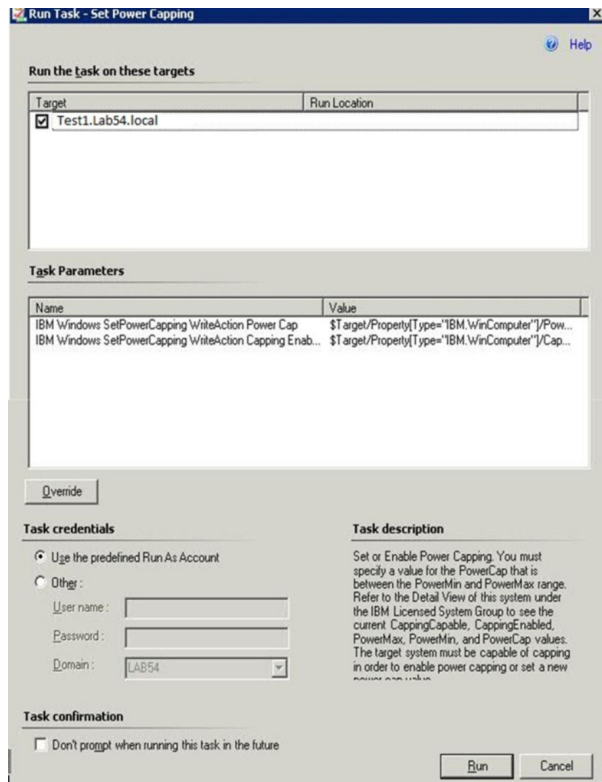 Run Task - Set Power Capping
Help
Run the task on these targets
Target Run Location
Test1.Lab54.local
Task Parameters
Name Value
IBM Windows SetPowerCapping WriteAction Power Cap $Target/Property[Type="IBM.WinComputer"]/Pow...
IBM Windows SetPowerCapping WriteAction Capping Enab... $Target/Property[Type="IBM.WinComputer"]/Cap...
Override
Task credentials
Use the predefined Run As Account
Other :
User name :
Password :
Domain : LAB54
Task description
Set or Enable Power Capping. You must
specify a value for the PowerCap that is
between the PowerMin and PowerMax range.
Refer to the Detail View of this system under
the IBM Licensed System Group to see the
current CappingCapable, CappingEnabled,
PowerMax, PowerMin, and PowerCap values.
The target system must be capable of capping
in order to enable power capping or set a new
power cap value
Task confirmation
Don't prompt when running this task in the future
Run Cancel